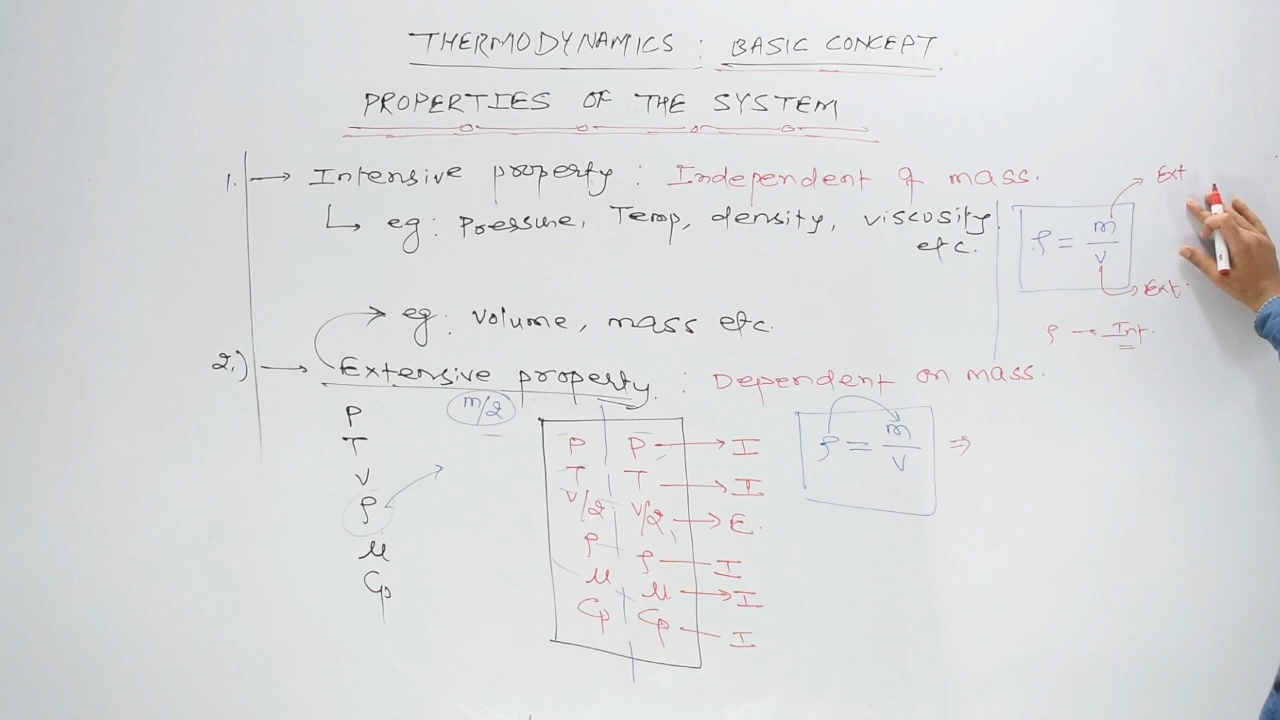 THERMODYNAMICS : BASIC CONCEPT.
PROPERTIES OF THE SYSTEM
1. → Intensive property : Independent of mass.
↳ eg: Pressure, Temp, density, viscosity
etc.
ρ = m/v
Ext
Ext.
ρ → Int.
→ eg: volume, mass etc.
2.) → Extensive property. : Dependent on mass.
P
T
V
ρ
μ
Cp
m/2
P P → I
T T → I
V/2 V/2 → E.
ρ ρ — I
μ μ → I
Cp Cp — I
ρ = m/v ⇒